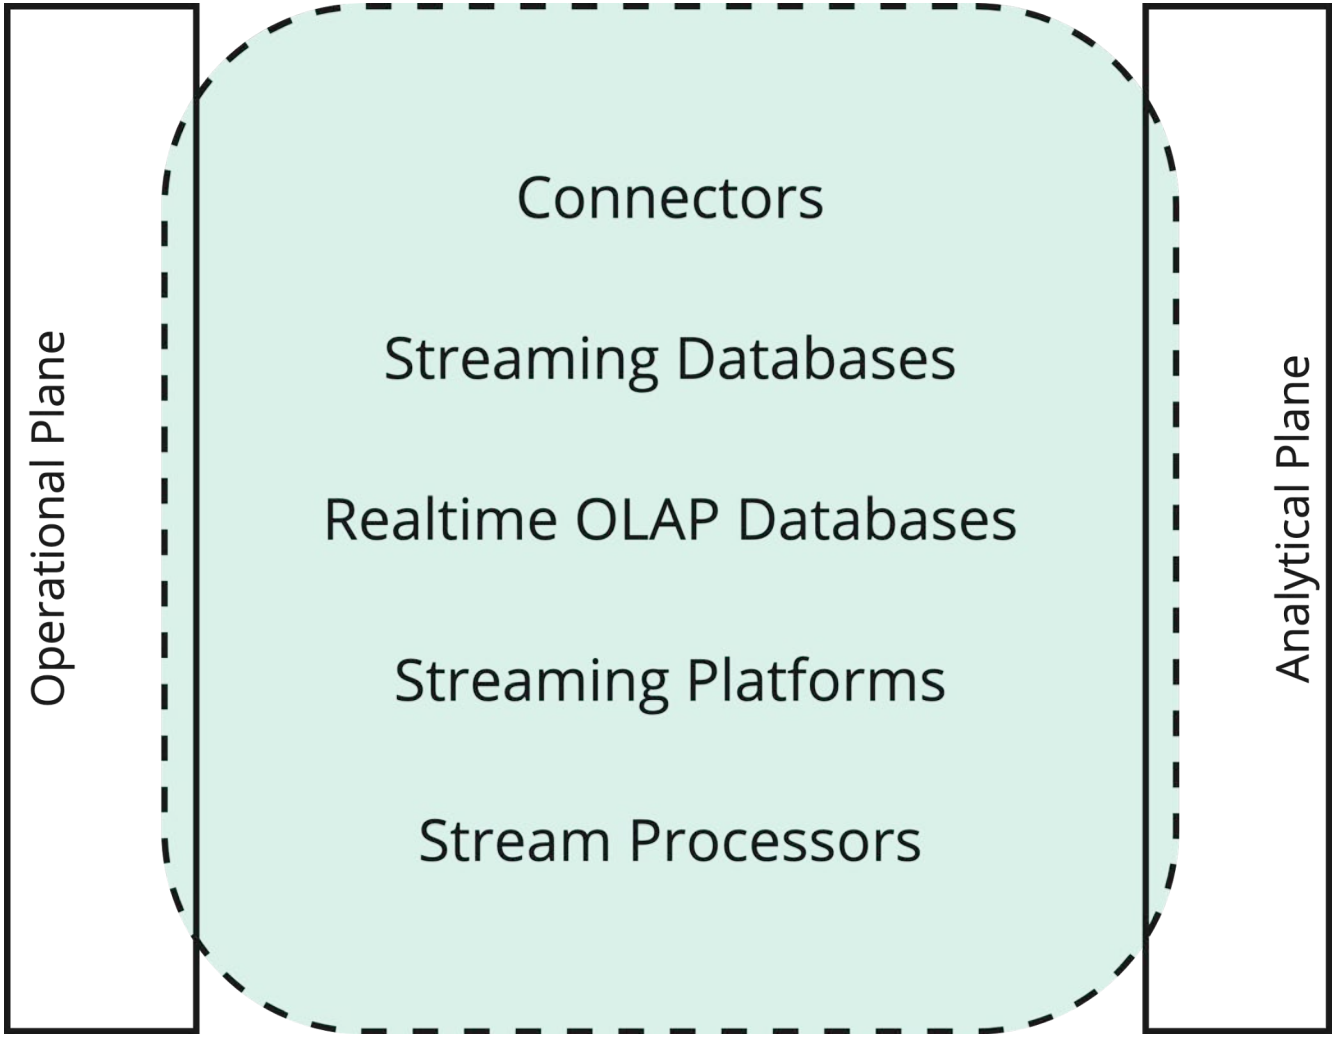 Operational Plane
Connectors
Streaming Databases
Realtime OLAP Databases
Streaming Platforms
Stream Processors
Analytical Plane